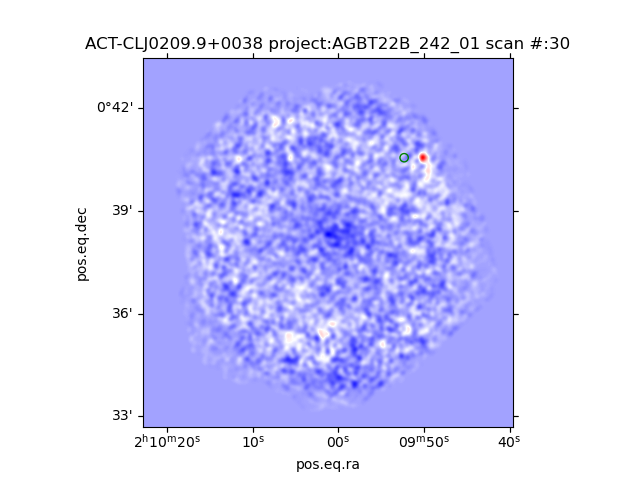 ACT-CLJ0209.9+0038 project:AGBT22B_242_01 scan #:30
0°42'
39'
36'
33'
pos.eq.dec
2ʰ10ᵐ20ˢ 10ˢ 00ˢ 09ᵐ50ˢ 40ˢ
pos.eq.ra